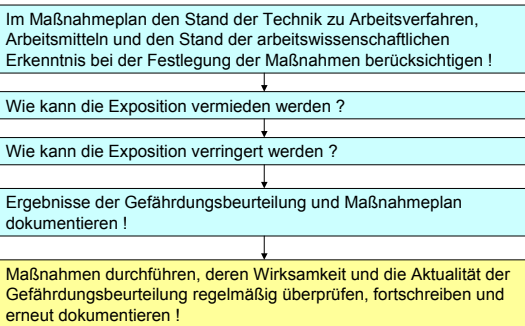 Im Maßnahmeplan den Stand der Technik zu Arbeitsverfahren,
Arbeitsmitteln und den Stand der arbeitswissenschaftlichen
Erkenntnis bei der Festlegung der Maßnahmen berücksichtigen !
Wie kann die Exposition vermieden werden ?
Wie kann die Exposition verringert werden ?
Ergebnisse der Gefährdungsbeurteilung und Maßnahmeplan
dokumentieren !
Maßnahmen durchführen, deren Wirksamkeit und die Aktualität der
Gefährdungsbeurteilung regelmäßig überprüfen, fortschreiben und
erneut dokumentieren !